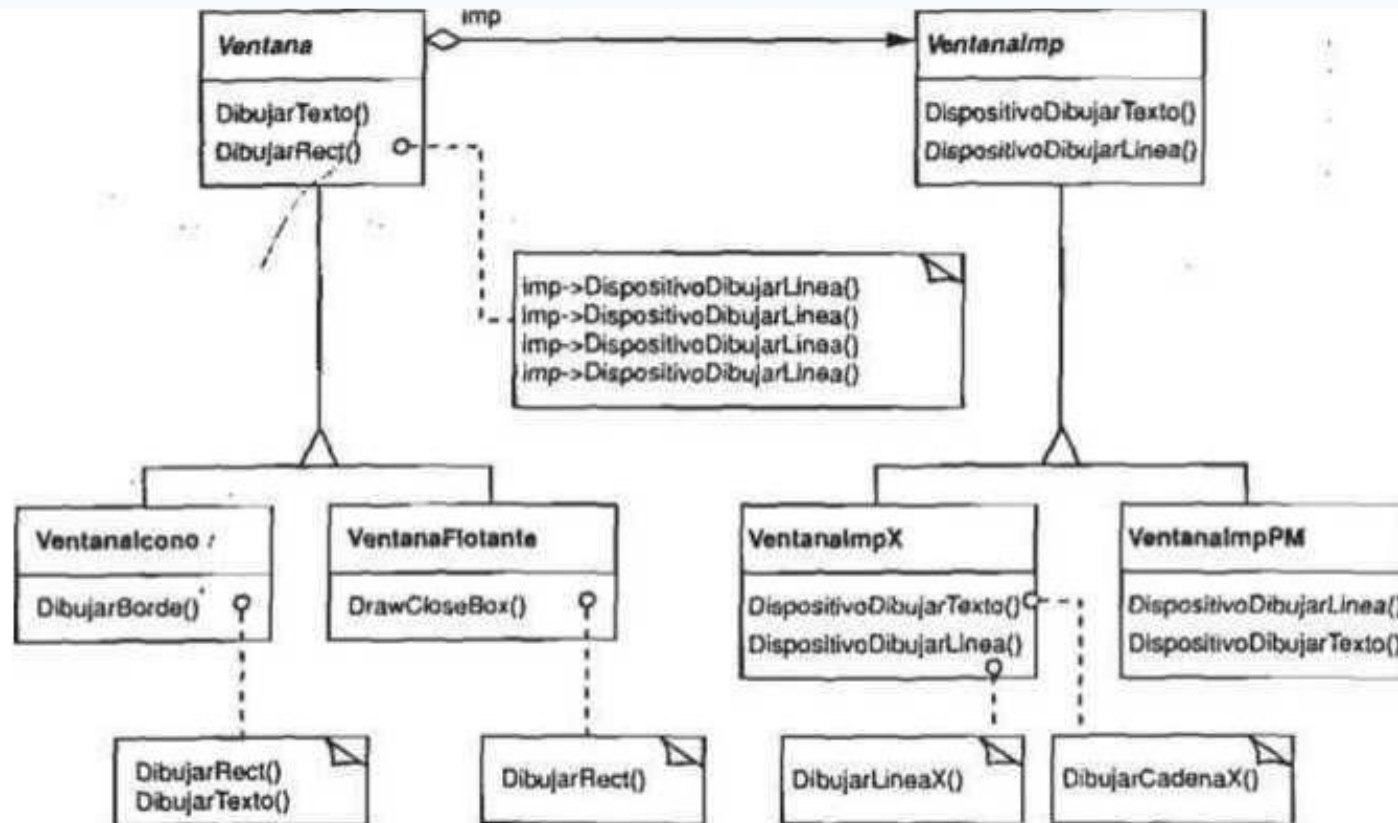 imp
Ventana
VentanaImp
DibujarTexto()
DibujarRect()
DispositivoDibujarTexto()
DispositivoDibujarLinea()
imp->DispositivoDibujarLinea()
imp->DispositivoDibujarLinea()
imp->DispositivoDibujarLinea()
imp->DispositivoDibujarLinea()
VentanaIcono
VentanaFlotante
VentanaImpX
VentanaImpPM
DibujarBorde()
DrawCloseBox()
DispositivoDibujarTexto()
DispositivoDibujarLinea()
DispositivoDibujarLinea()
DispositivoDibujarTexto()
DibujarRect()
DibujarTexto()
DibujarRect()
DibujarLineaX()
DibujarCadenaX()